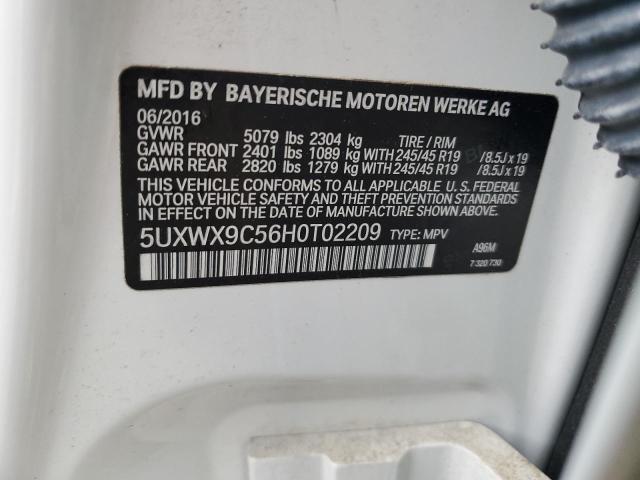 MFD BY BAYERISCHE MOTOREN WERKE AG
06/2016
GVWR 5079 lbs 2304 kg TIRE / RIM
GAWR FRONT 2401 lbs 1089 kg WITH 245/45 R19 /8.5J x 19
GAWR REAR 2820 lbs 1279 kg WITH 245/45 R19 /8.5J x 19
THIS VEHICLE CONFORMS TO ALL APPLICABLE U. S. FEDERAL
MOTOR VEHICLE SAFETY AND THEFT PREVENTION STANDARDS
IN EFFECT ON THE DATE OF MANUFACTURE SHOWN ABOVE.
5UXWX9C56H0T02209 TYPE: MPV
A96M
7 320 730